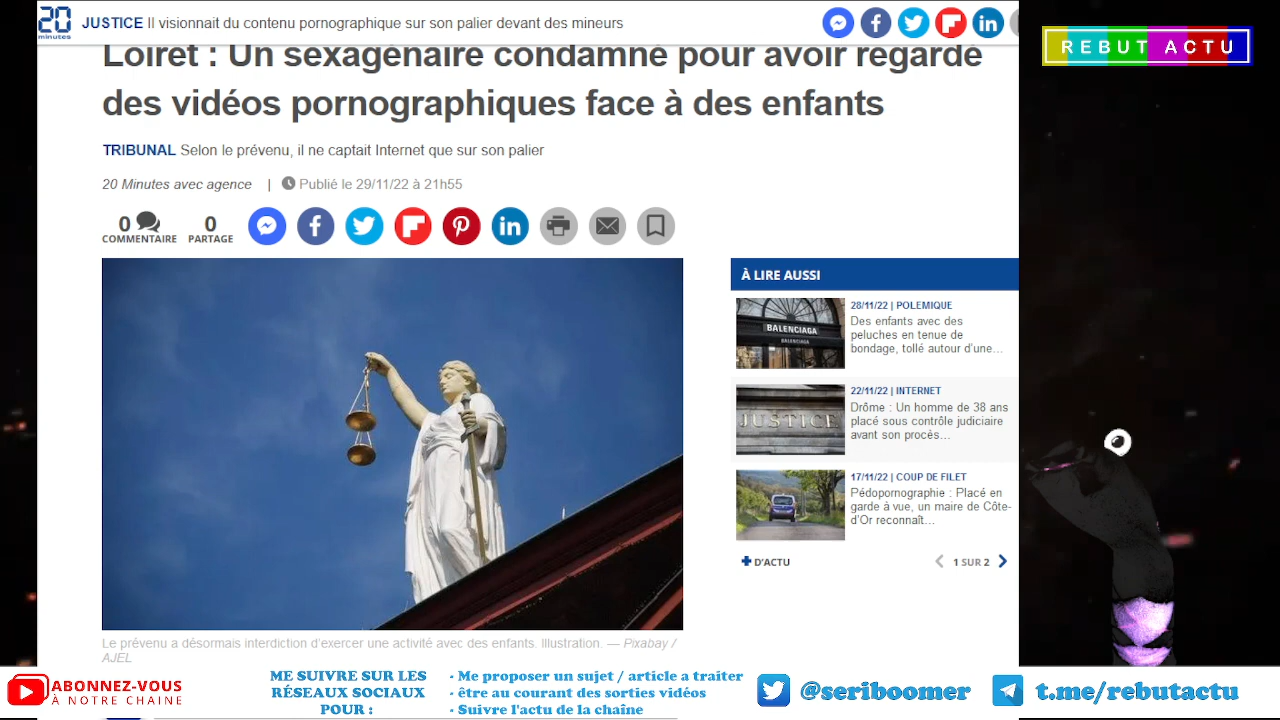 20
minutes
JUSTICE Il visionnait du contenu pornographique sur son palier devant des mineurs
REBUT ACTU
Loiret : Un sexagénaire condamné pour avoir regardé
des vidéos pornographiques face à des enfants
TRIBUNAL Selon le prévenu, il ne captait Internet que sur son palier
20 Minutes avec agence | Publié le 29/11/22 à 21h55
0
COMMENTAIRE
0
PARTAGE
À LIRE AUSSI
BALENCIAGA
BALENCIAGA
28/11/22 | POLEMIQUE
Des enfants avec des
peluches en tenue de
bondage, tollé autour d'une...
JUSTICE
22/11/22 | INTERNET
Drôme : Un homme de 38 ans
placé sous contrôle judiciaire
avant son procès...
17/11/22 | COUP DE FILET
Pédopornographie : Placé en
garde à vue, un maire de Côte-
d'Or reconnaît...
D'ACTU
1 SUR 2
Le prévenu a désormais interdiction d'exercer une activité avec des enfants. Illustration. — Pixabay /
AJEL
ABONNEZ-VOUS
À NOTRE CHAINE
ME SUIVRE SUR LES
RÉSEAUX SOCIAUX
POUR :
- Me proposer un sujet / article a traiter
- être au courant des sorties vidéos
- Suivre l'actu de la chaîne
@seriboomer
t.me/rebutactu